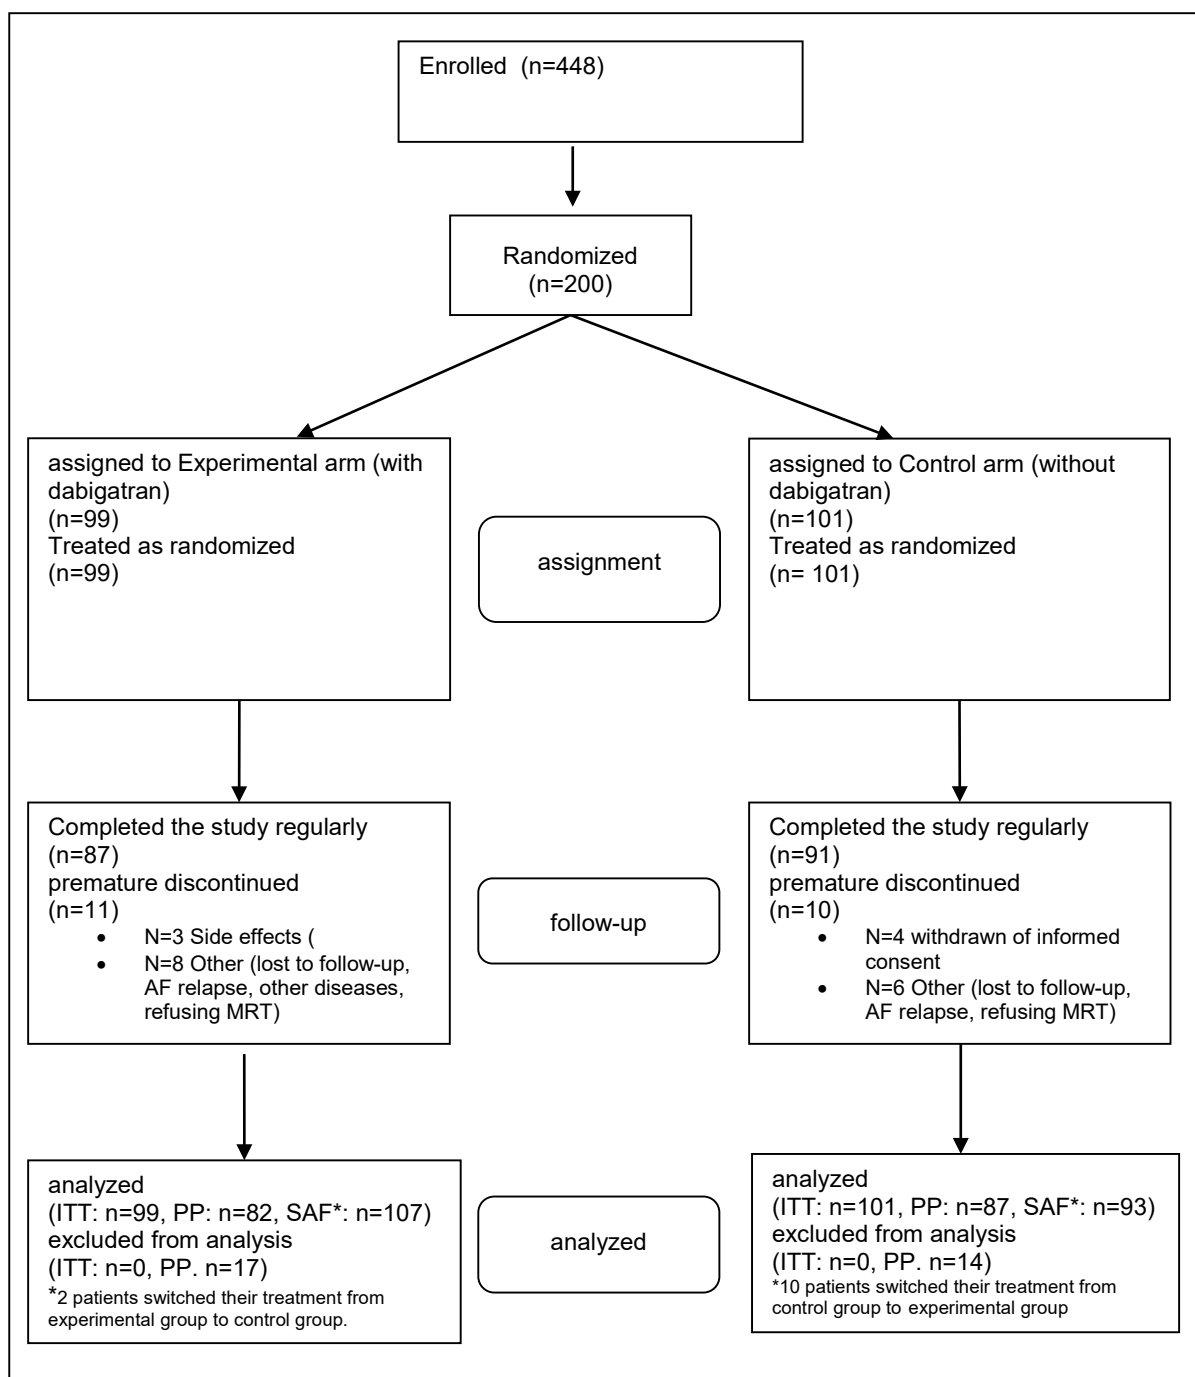 Enrolled (n=448)
Randomized
(n=200)
assigned to Experimental arm (with
dabigatran)
(n=99)
Treated as randomized
(n=99)
assignment
assigned to Control arm (without
dabigatran)
(n=101)
Treated as randomized
(n= 101)
Completed the study regularly
(n=87)
premature discontinued
(n=11)
• N=3 Side effects (
• N=8 Other (lost to follow-up,
AF relapse, other diseases,
refusing MRT)
follow-up
Completed the study regularly
(n=91)
premature discontinued
(n=10)
• N=4 withdrawn of informed
consent
• N=6 Other (lost to follow-up,
AF relapse, refusing MRT)
analyzed
(ITT: n=99, PP: n=82, SAF*: n=107)
excluded from analysis
(ITT: n=0, PP. n=17)
*2 patients switched their treatment from
experimental group to control group.
analyzed
analyzed
(ITT: n=101, PP: n=87, SAF*: n=93)
excluded from analysis
(ITT: n=0, PP. n=14)
*10 patients switched their treatment from
control group to experimental group